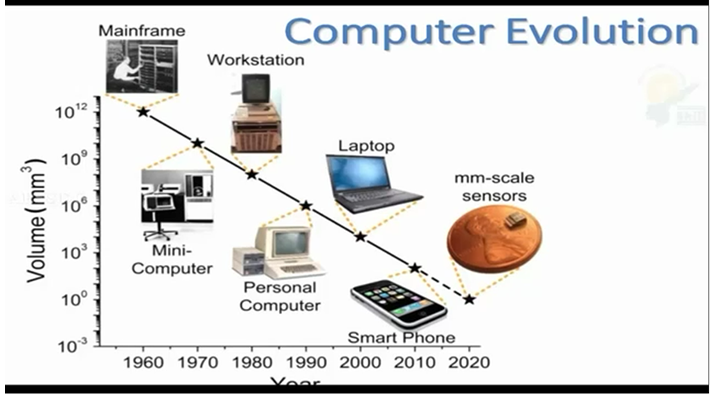 Computer Evolution
Mainframe
Workstation
Laptop
mm-scale
sensors
Mini-
Computer
Personal
Computer
Smart Phone
Volume (mm³)
10¹²
10⁹
10⁶
10³
10⁰
10⁻³
1960 1970 1980 1990 2000 2010 2020
Year